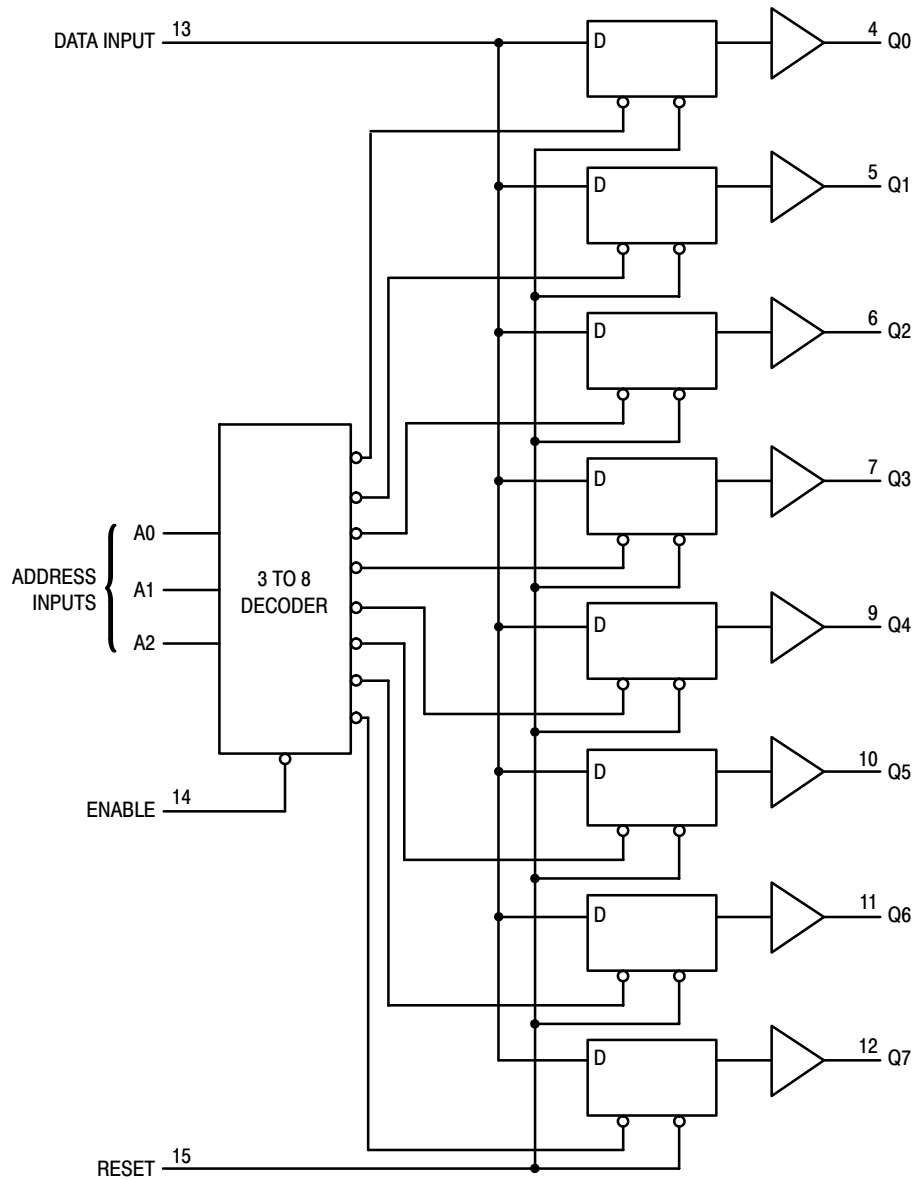 DATA INPUT 13
D
4 Q0
D
5 Q1
D
6 Q2
D
7 Q3
ADDRESS
INPUTS
A0
A1
A2
3 TO 8
DECODER
D
9 Q4
D
10 Q5
ENABLE 14
D
11 Q6
D
12 Q7
RESET 15